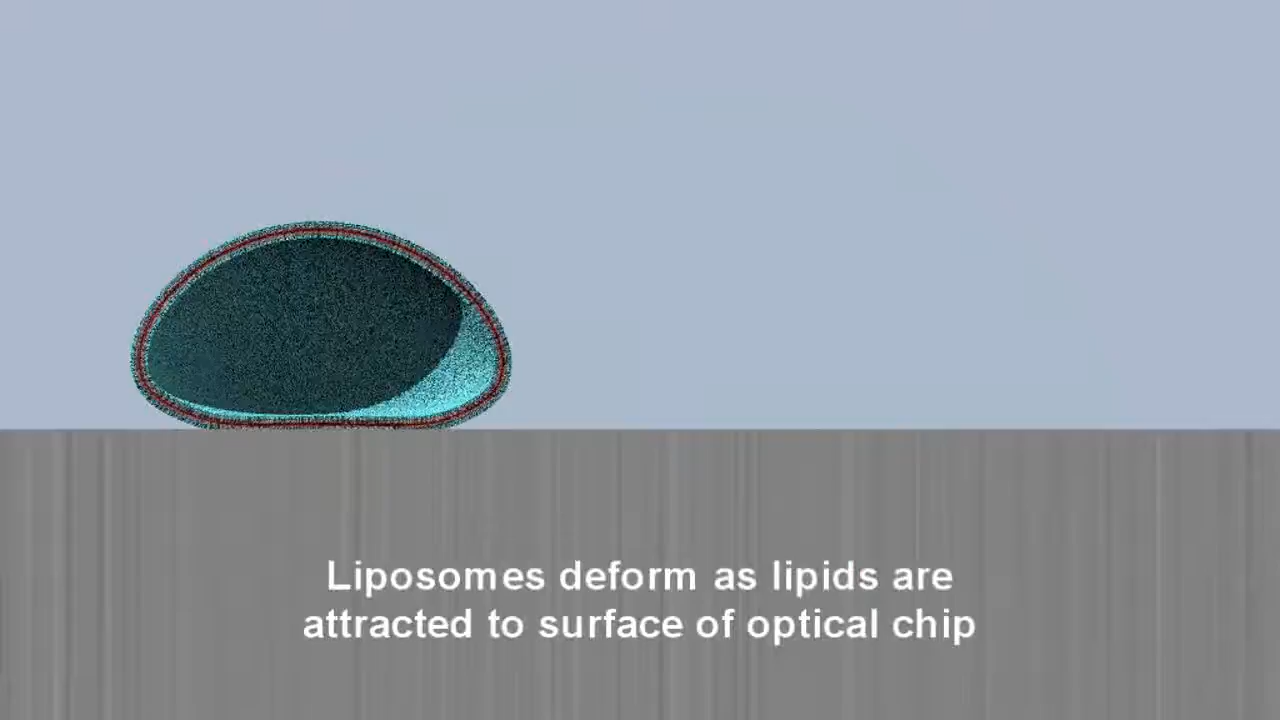 Liposomes deform as lipids are
attracted to surface of optical chip